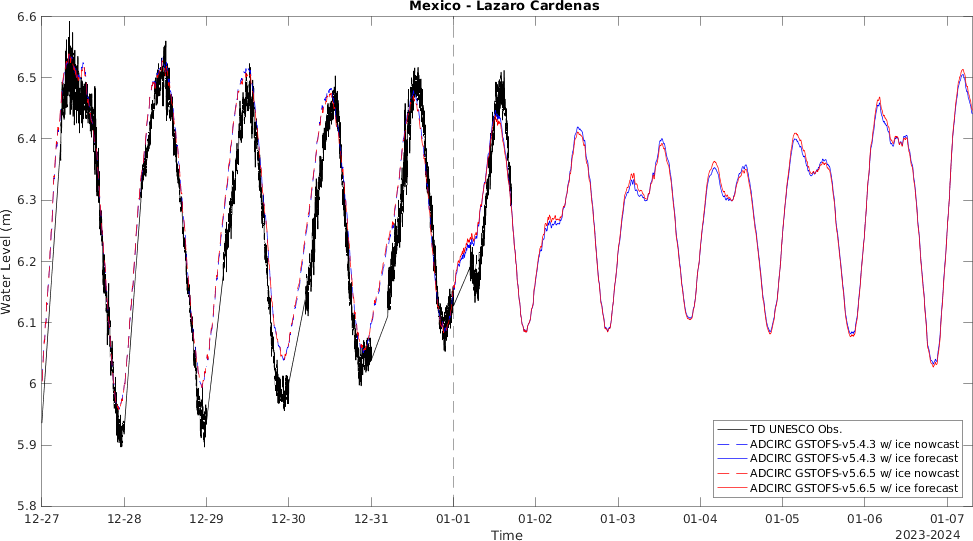 Mexico - Lazaro Cardenas
6.6
6.5
6.4
6.3
6.2
6.1
6
5.9
5.8
Water Level (m)
TD UNESCO Obs.
ADCIRC GSTOFS-v5.4.3 w/ ice nowcast
ADCIRC GSTOFS-v5.4.3 w/ ice forecast
ADCIRC GSTOFS-v5.6.5 w/ ice nowcast
ADCIRC GSTOFS-v5.6.5 w/ ice forecast
12-27 12-28 12-29 12-30 12-31 01-01 01-02 01-03 01-04 01-05 01-06 01-07
Time
2023-2024